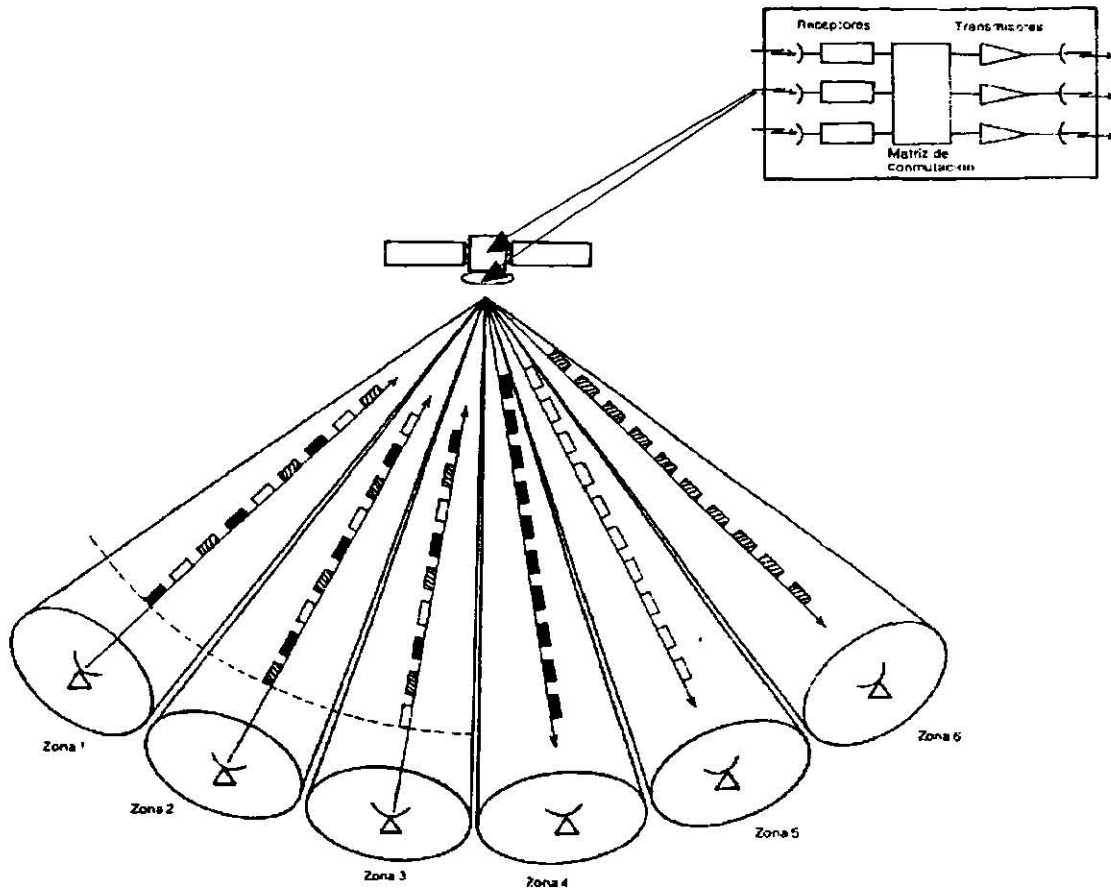 Receptores
Transmisores
Matriz de
conmutación
Zona 1
Zona 2
Zona 3
Zona 4
Zona 5
Zona 6